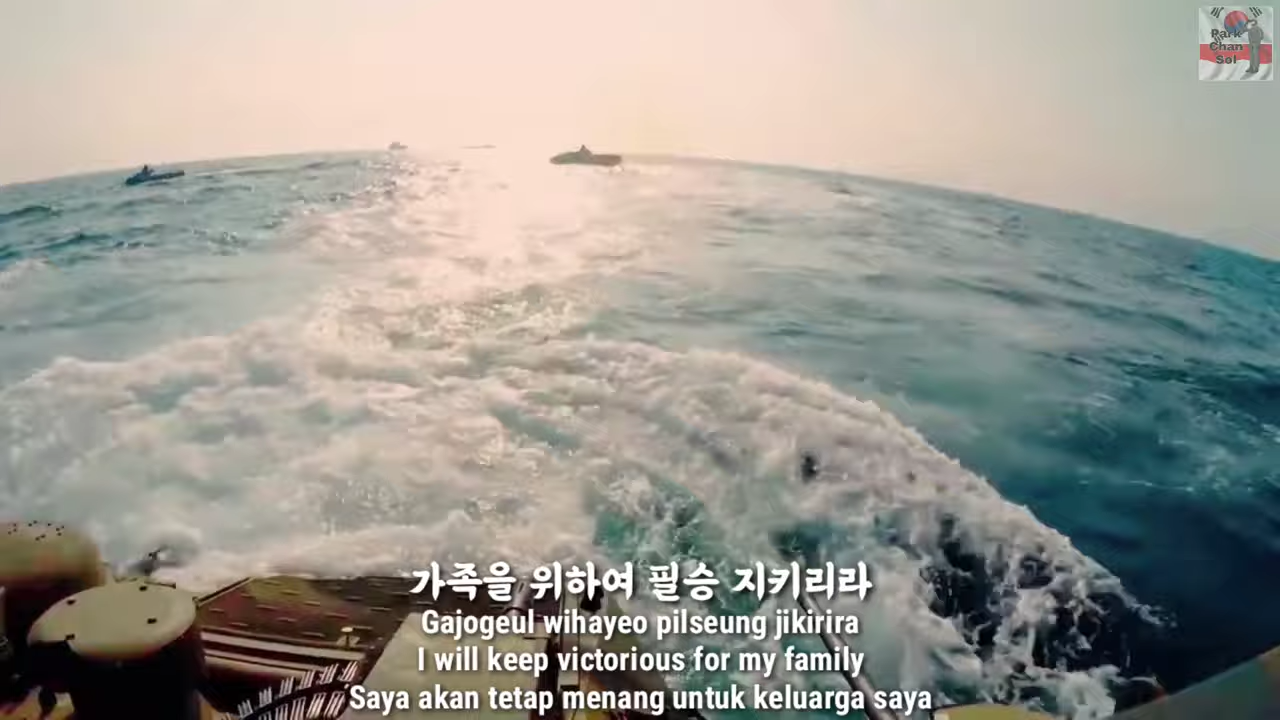 Park
Chan
Sol
가족을 위하여 필승 지키리라
Gajogeul wihayeo pilseung jikirira
I will keep victorious for my family
Saya akan tetap menang untuk keluarga saya